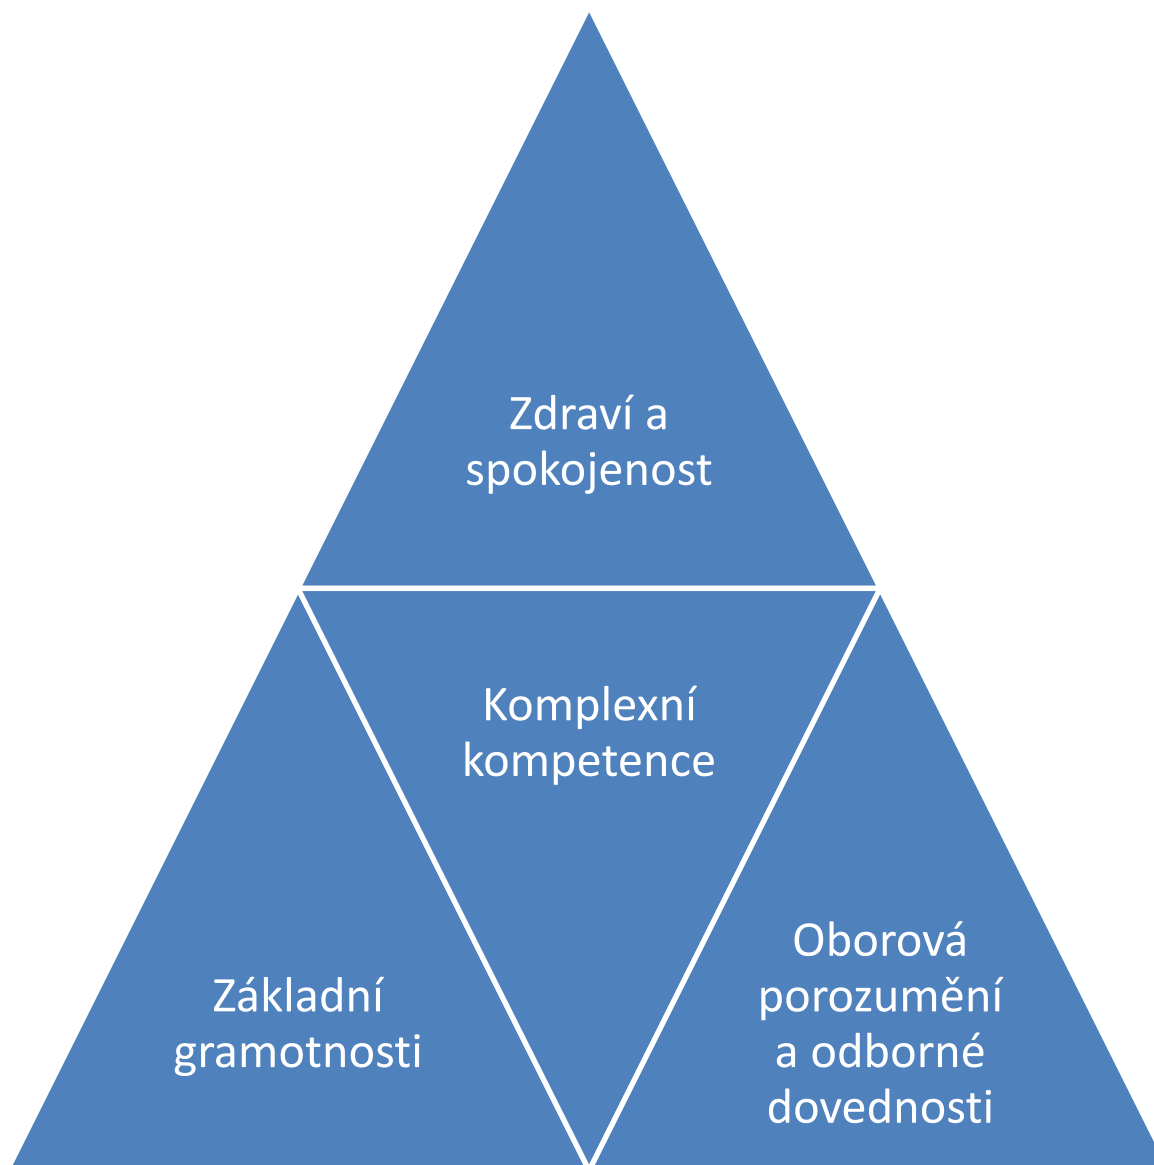 Zdraví a
spokojenost
Komplexní
kompetence
Základní
gramotnosti
Oborová
porozumění
a odborné
dovednosti